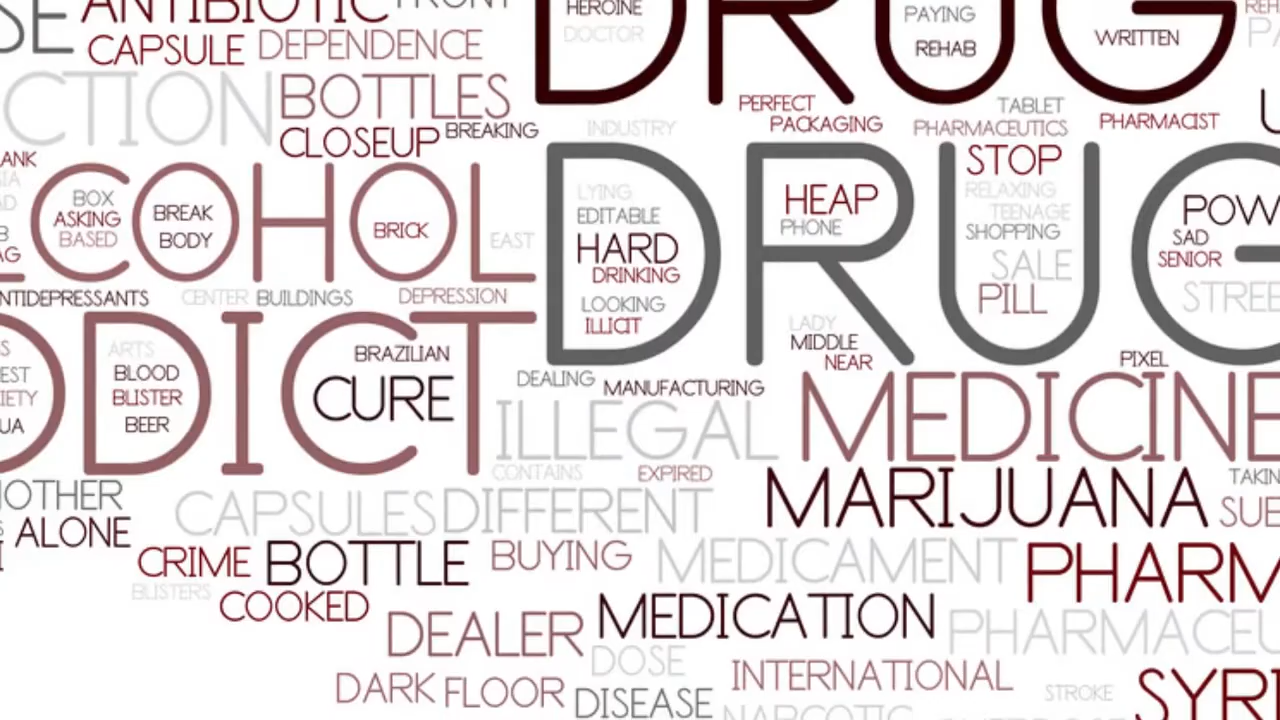 ANTIBIOTIC
FRONT
HEROINE
DRUG
PAYING
DOCTOR
REHAB
WRITTEN
CAPSULE DEPENDENCE
BOTTLES
PERFECT
TABLET
PACKAGING
PHARMACEUTICS
PHARMACIST
CLOSEUP
BREAKING
INDUSTRY
STOP
BOX
ASKING
BASED
BREAK
BODY
BRICK
EAST
LYING
EDITABLE
HARD
DRINKING
LOOKING
ILLICIT
HEAP
PHONE
DRUG
RELAXING
TEENAGE
SHOPPING
SALE
PILL
SAD
SENIOR
CENTER BUILDINGS
DEPRESSION
LADY
MIDDLE
NEAR
PIXEL
ARTS
BLOOD
BLISTER
BEER
BRAZILIAN
CURE
DEALING
MANUFACTURING
ILLEGAL
MEDICINE
CONTAINS
EXPIRED
MARIJUANA
CAPSULES DIFFERENT
ALONE
CRIME BOTTLE BUYING
MEDICAMENT
BLISTERS
COOKED
DEALER
MEDICATION
DOSE
INTERNATIONAL
DARK FLOOR
DISEASE
STROKE
NARCOTIC